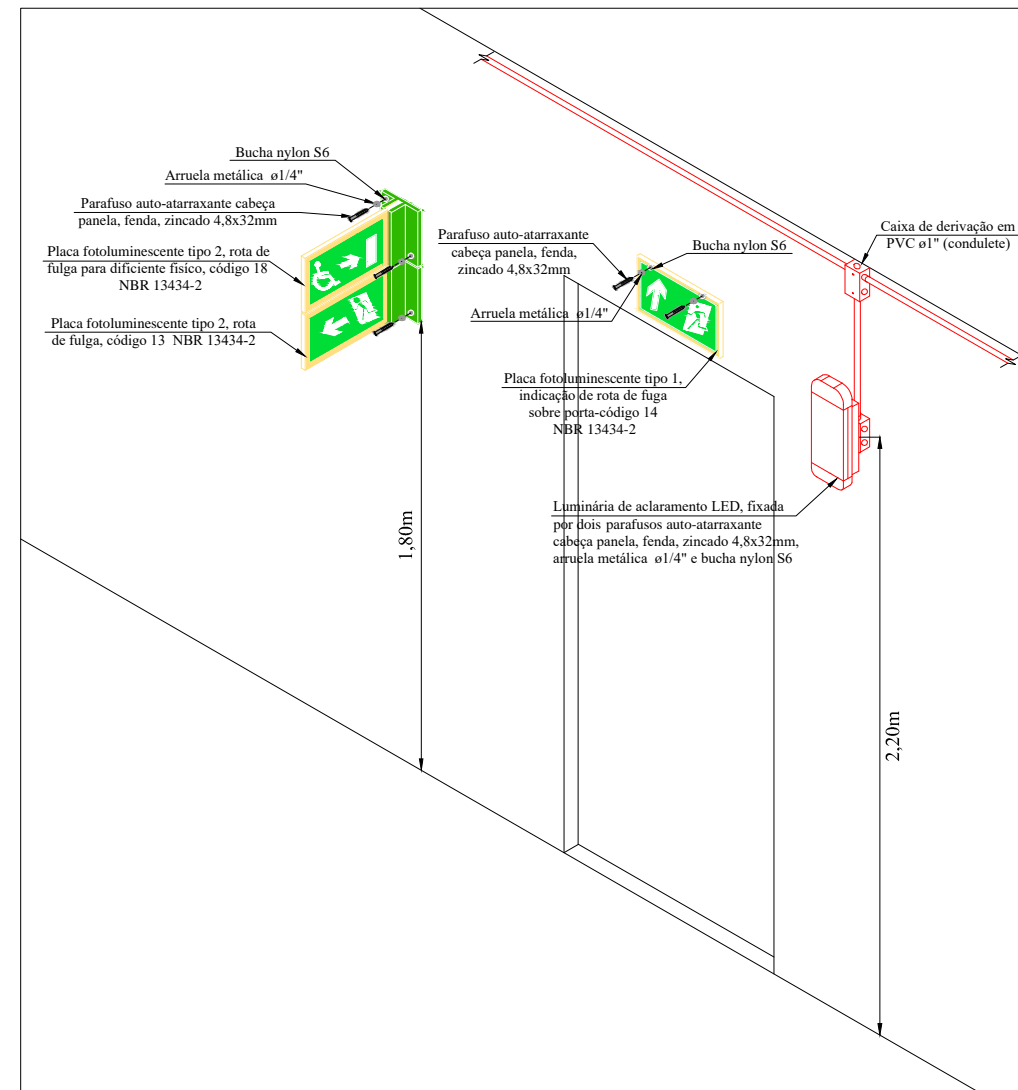 Bucha nylon S6
Arruela metálica ø1/4"
Parafuso auto-atarraxante cabeça
panela, fenda, zincado 4,8x32mm
Placa fotoluminescente tipo 2, rota de
fulga para dificiente fisíco, código 18
NBR 13434-2
Placa fotoluminescente tipo 2, rota
de fulga, código 13 NBR 13434-2
1,80m
Parafuso auto-atarraxante
cabeça panela, fenda,
zincado 4,8x32mm
Bucha nylon S6
Arruela metálica ø1/4"
Placa fotoluminescente tipo 1,
indicação de rota de fuga
sobre porta-código 14
NBR 13434-2
Caixa de derivação em
PVC ø1" (condulete)
Luminária de aclaramento LED, fixada
por dois parafusos auto-atarraxante
cabeça panela, fenda, zincado 4,8x32mm,
arruela metálica ø1/4" e bucha nylon S6
2,20m